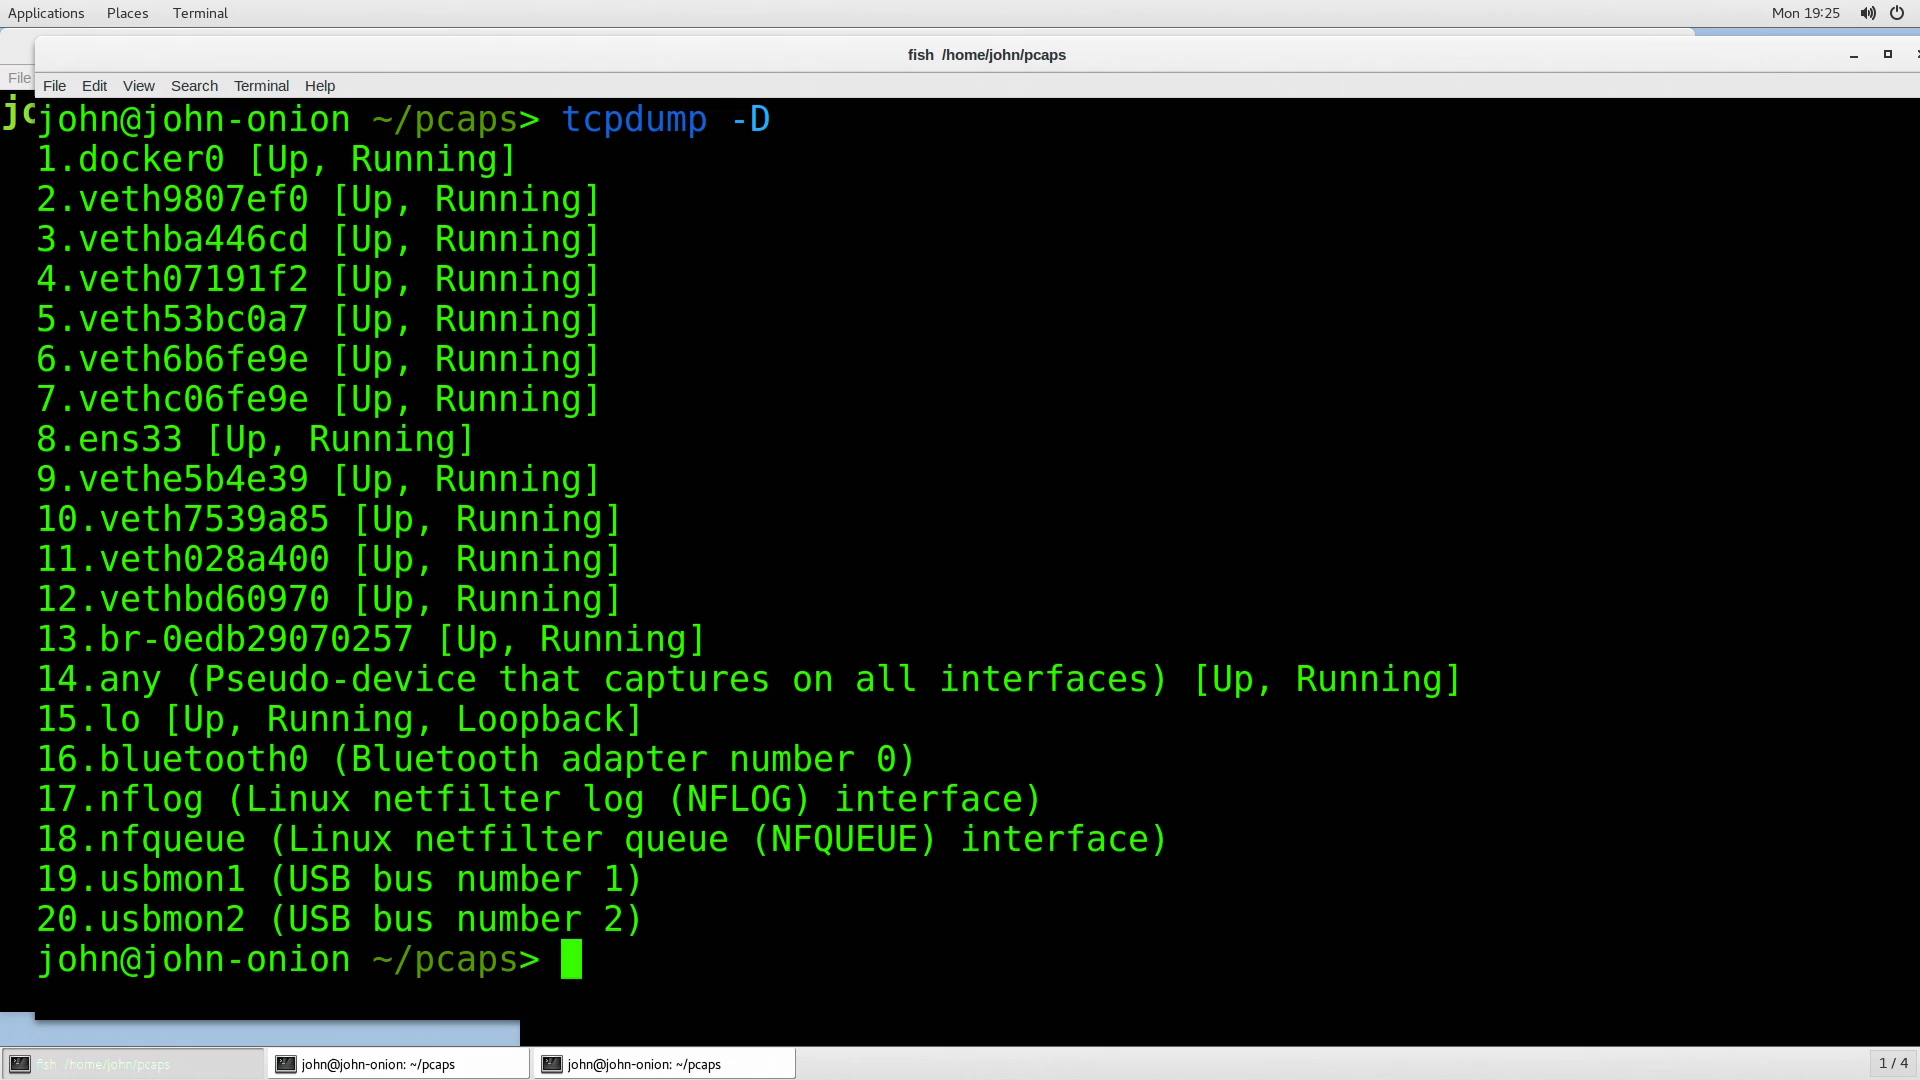 Applications Places Terminal Mon 19:25
fish /home/john/pcaps
File
File Edit View Search Terminal Help
jo
john@john-onion ~/pcaps> tcpdump -D
1.docker0 [Up, Running]
2.veth9807ef0 [Up, Running]
3.vethba446cd [Up, Running]
4.veth07191f2 [Up, Running]
5.veth53bc0a7 [Up, Running]
6.veth6b6fe9e [Up, Running]
7.vethc06fe9e [Up, Running]
8.ens33 [Up, Running]
9.vethe5b4e39 [Up, Running]
10.veth7539a85 [Up, Running]
11.veth028a400 [Up, Running]
12.vethbd60970 [Up, Running]
13.br-0edb29070257 [Up, Running]
14.any (Pseudo-device that captures on all interfaces) [Up, Running]
15.lo [Up, Running, Loopback]
16.bluetooth0 (Bluetooth adapter number 0)
17.nflog (Linux netfilter log (NFLOG) interface)
18.nfqueue (Linux netfilter queue (NFQUEUE) interface)
19.usbmon1 (USB bus number 1)
20.usbmon2 (USB bus number 2)
john@john-onion ~/pcaps>
fish /home/john/pcaps john@john-onion: ~/pcaps john@john-onion: ~/pcaps 1 / 4